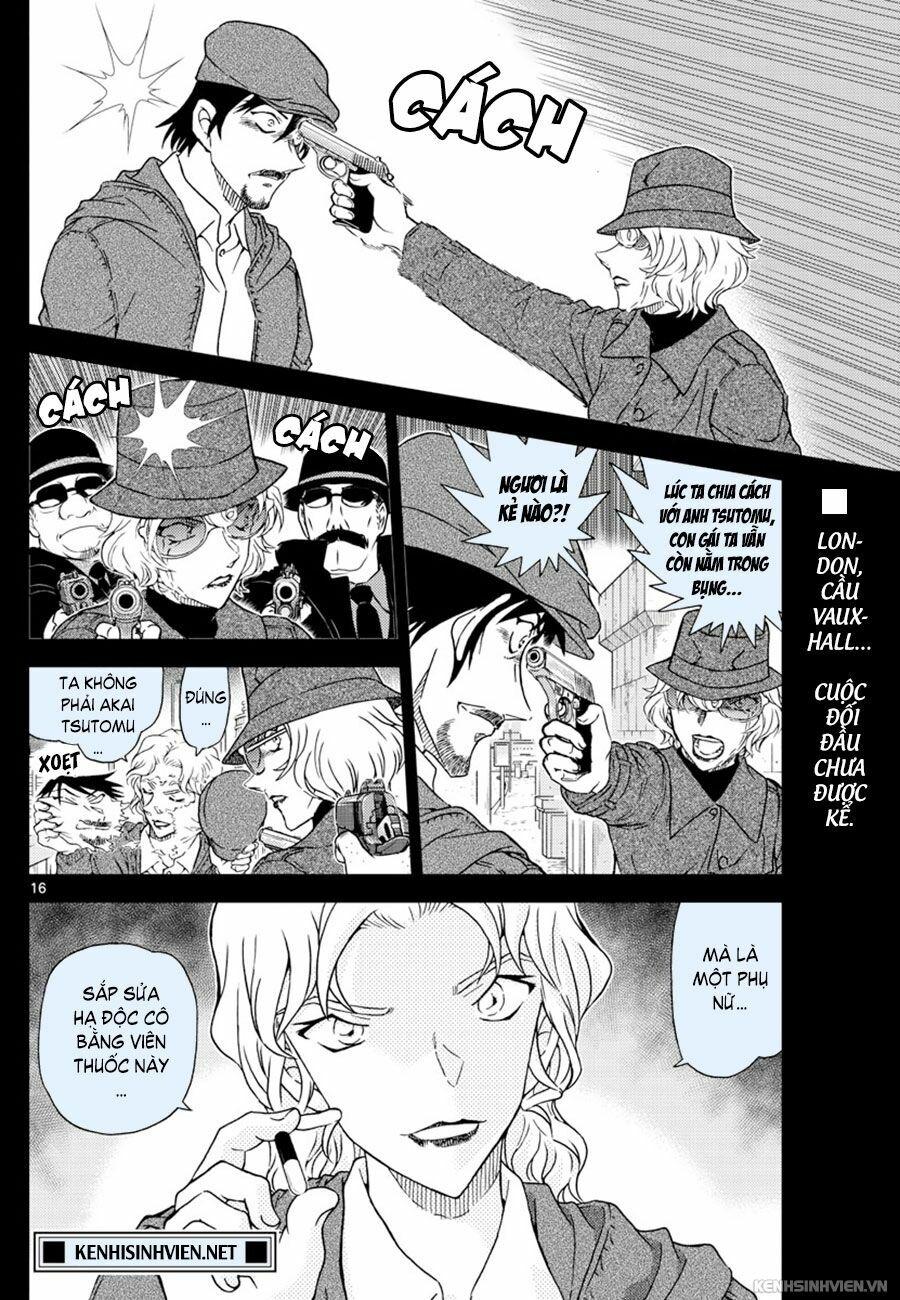 CÁCH
LÚC TA CHIA CÁCH
VỚI ANH TSUTOMU,
CON GÁI TA VẪN
CÒN NẰM TRONG
BỤNG...
NGƯƠI LÀ
KẺ NÀO?!
CÁCH
CÁCH
LON-
DON,
CẦU
VAUX-
HALL...
CUỘC
ĐỐI
ĐẦU
CHƯA
ĐƯỢC
KỂ.
ĐÚNG
...
TA KHÔNG
PHẢI AKAI
TSUTOMU
...
XOẸT
16
MÀ LÀ
MỘT PHỤ
NỮ...
SẮP SỬA
HẠ ĐỘC CÔ
BẰNG VIÊN
THUỐC NÀY
...
KENHSINHVIEN.NET
KENHSINHVIEN.VN